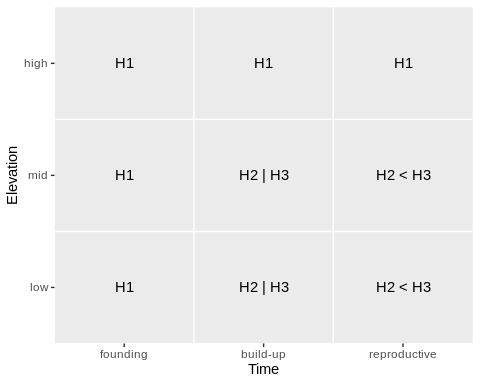 high H1 H1 H1
Elevation
mid H1 H2 | H3 H2 < H3
low H1 H2 | H3 H2 < H3
founding build-up reproductive
Time